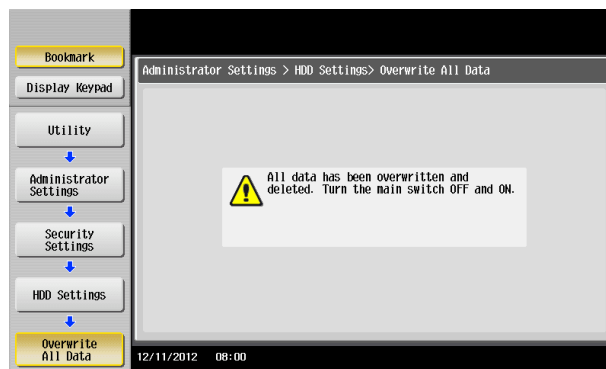 Bookmark
Display Keypad
Utility
Administrator
Settings
Security
Settings
HDD Settings
Overwrite
All Data
Administrator Settings > HDD Settings> Overwrite All Data
All data has been overwritten and
deleted. Turn the main switch OFF and ON.
12/11/2012 08:00